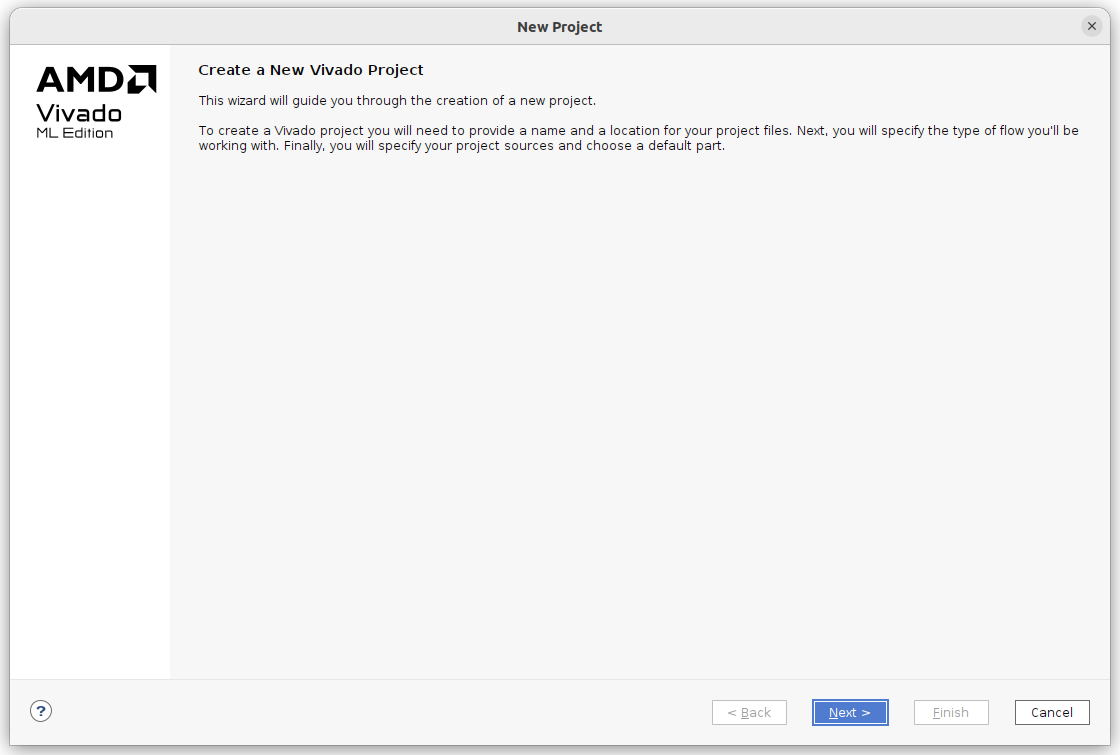 New Project
AMD
Vivado
ML Edition
Create a New Vivado Project
This wizard will guide you through the creation of a new project.
To create a Vivado project you will need to provide a name and a location for your project files. Next, you will specify the type of flow you'll be
working with. Finally, you will specify your project sources and choose a default part.
?
< Back
Next >
Finish
Cancel